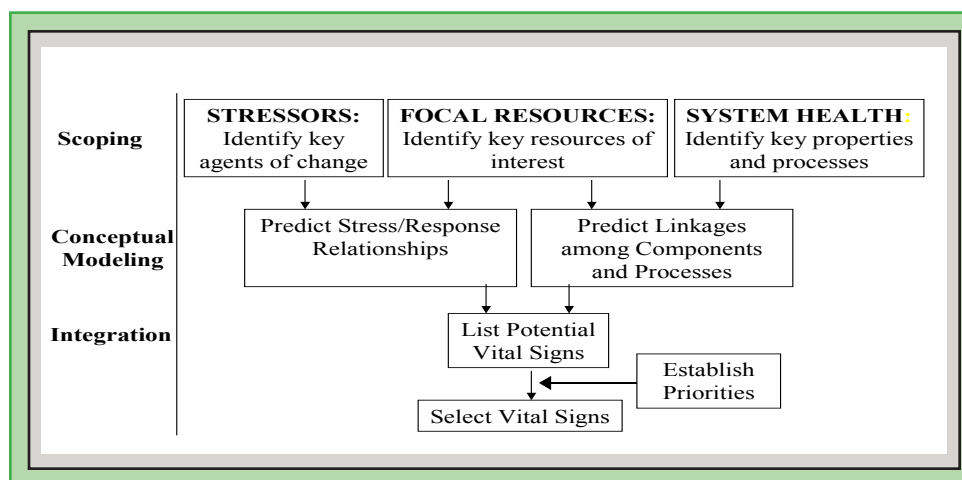 Scoping
STRESSORS:
Identify key
agents of change
FOCAL RESOURCES:
Identify key resources of
interest
SYSTEM HEALTH:
Identify key properties
and processes
Conceptual
Modeling
Predict Stress/Response
Relationships
Predict Linkages
among Components
and Processes
Integration
List Potential
Vital Signs
Establish
Priorities
Select Vital Signs